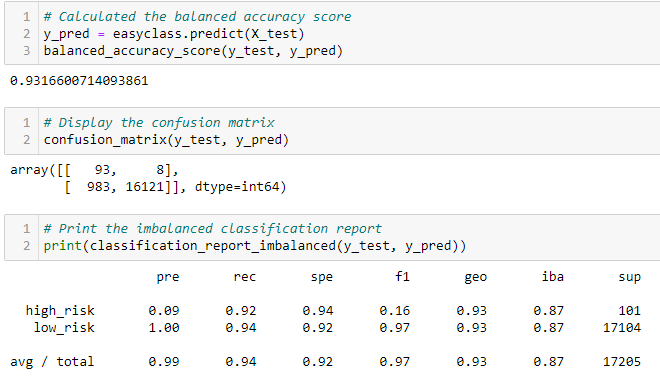 1 # Calculated the balanced accuracy score
2 y_pred = easyclass.predict(X_test)
3 balanced_accuracy_score(y_test, y_pred)
0.9316600714093861
1 # Display the confusion matrix
2 confusion_matrix(y_test, y_pred)
array([[   93,     8],
       [  983, 16121]], dtype=int64)
1 # Print the imbalanced classification report
2 print(classification_report_imbalanced(y_test, y_pred))
pre rec spe f1 geo iba sup
high_risk 0.09 0.92 0.94 0.16 0.93 0.87 101
low_risk 1.00 0.94 0.92 0.97 0.93 0.87 17104
avg / total 0.99 0.94 0.92 0.97 0.93 0.87 17205